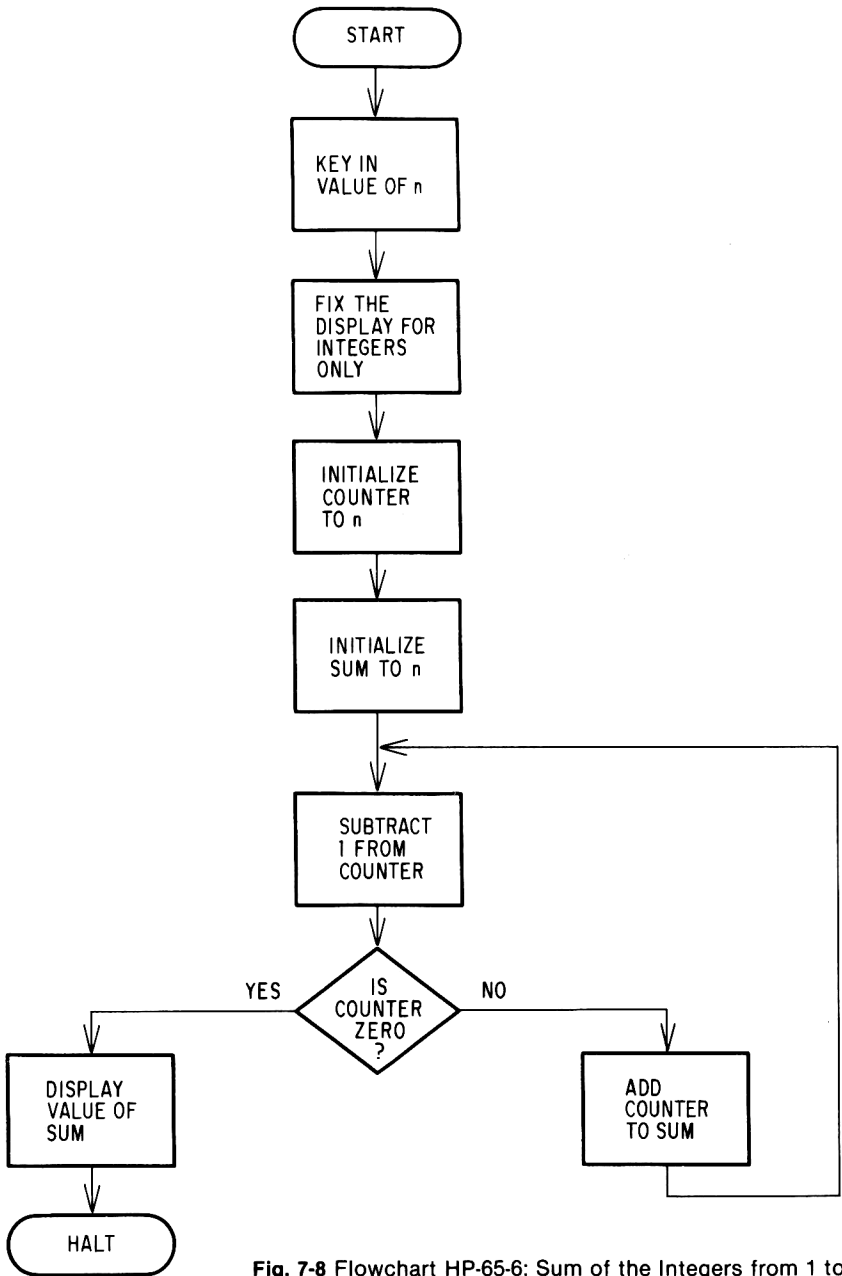 START
KEY IN
VALUE OF n
FIX THE
DISPLAY FOR
INTEGERS
ONLY
INITIALIZE
COUNTER
TO n
INITIALIZE
SUM TO n
SUBTRACT
1 FROM
COUNTER
IS
COUNTER
ZERO
?
YES
NO
DISPLAY
VALUE OF
SUM
ADD
COUNTER
TO SUM
HALT
Fig. 7-8 Flowchart HP-65-6: Sum of the Integers from 1 to